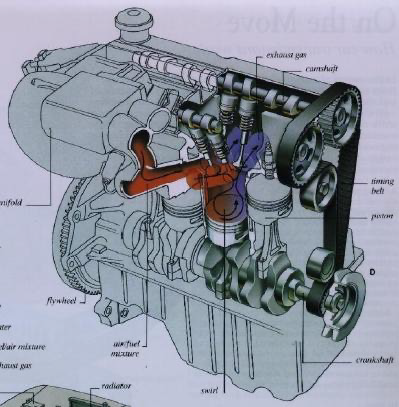 On the Move
exhaust gas
camshaft
timing
belt
nifold
piston
D
flywheel
ter
air/fuel
mixture
el/air mixture
haust gas
crankshaft
radiator
swirl